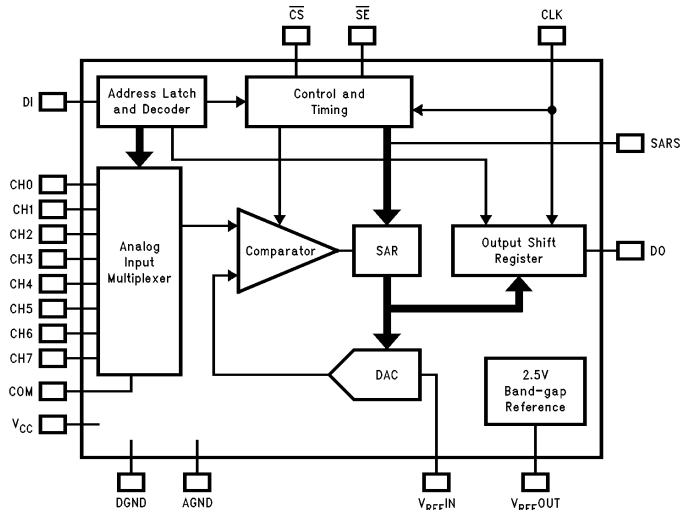 C̅S̅
S̅E̅
CLK
DI
Address Latch
and Decoder
Control and
Timing
SARS
CH0
CH1
CH2
CH3
CH4
CH5
CH6
CH7
COM
VCC
Analog
Input
Multiplexer
Comparator
SAR
Output Shift
Register
DO
DAC
2.5V
Band-gap
Reference
DGND
AGND
VREFIN
VREFOUT